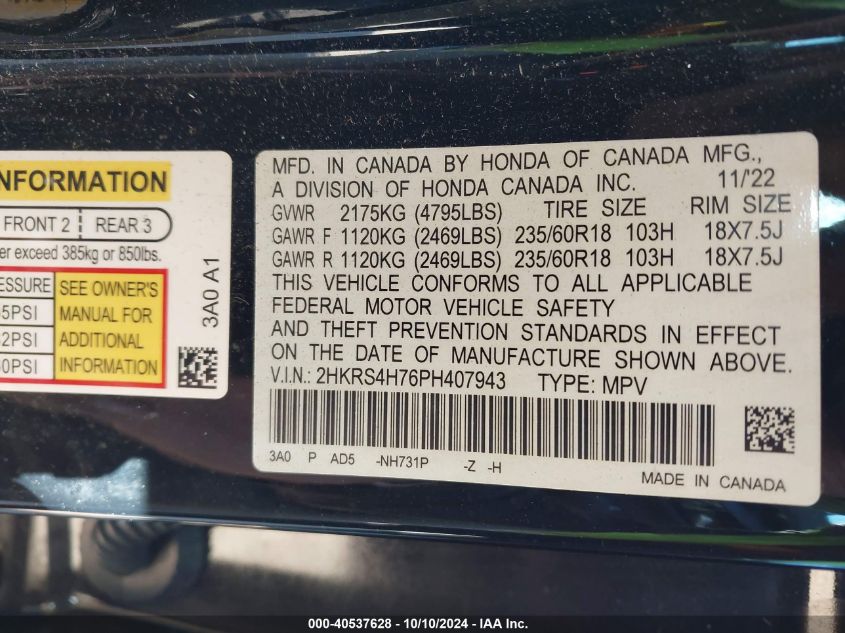 NFORMATION
FRONT 2 REAR 3
er exceed 385kg or 850lbs.
ESSURE
SEE OWNER'S
MANUAL FOR
ADDITIONAL
INFORMATION
5PSI
2PSI
0PSI
3A0 A1
MFD. IN CANADA BY HONDA OF CANADA MFG.,
A DIVISION OF HONDA CANADA INC. 11/'22
GVWR 2175KG (4795LBS) TIRE SIZE RIM SIZE
GAWR F 1120KG (2469LBS) 235/60R18 103H 18X7.5J
GAWR R 1120KG (2469LBS) 235/60R18 103H 18X7.5J
THIS VEHICLE CONFORMS TO ALL APPLICABLE
FEDERAL MOTOR VEHICLE SAFETY
AND THEFT PREVENTION STANDARDS IN EFFECT
ON THE DATE OF MANUFACTURE SHOWN ABOVE.
V.I.N.: 2HKRS4H76PH407943 TYPE: MPV
3A0 P AD5 -NH731P -Z -H
MADE IN CANADA
000-40537628 - 10/10/2024 - IAA Inc.